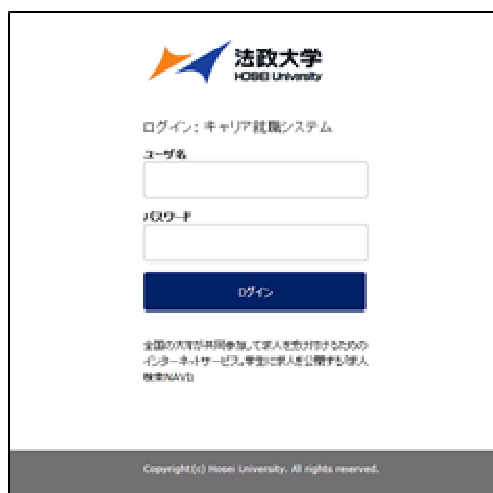 法政大学
HOSEI University
ログイン: キャリア就職システム
ユーザ名
パスワード
ログイン
全国の大学が共同参加して求人を受け付けるための
インターネットサービス。学生に求人を公開する「求人
検索NAVI」
Copyright(c) Hosei University. All rights reserved.